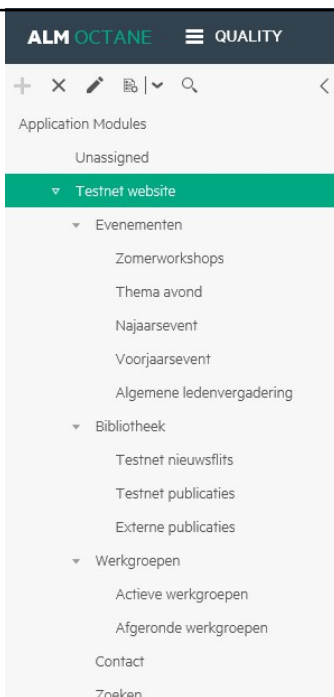 ALM OCTANE QUALITY
Application Modules
Unassigned
Testnet website
Evenementen
Zomerworkshops
Thema avond
Najaarsevent
Voorjaarsevent
Algemene ledenvergadering
Bibliotheek
Testnet nieuwsflits
Testnet publicaties
Externe publicaties
Werkgroepen
Actieve werkgroepen
Afgeronde werkgroepen
Contact
Zoeken